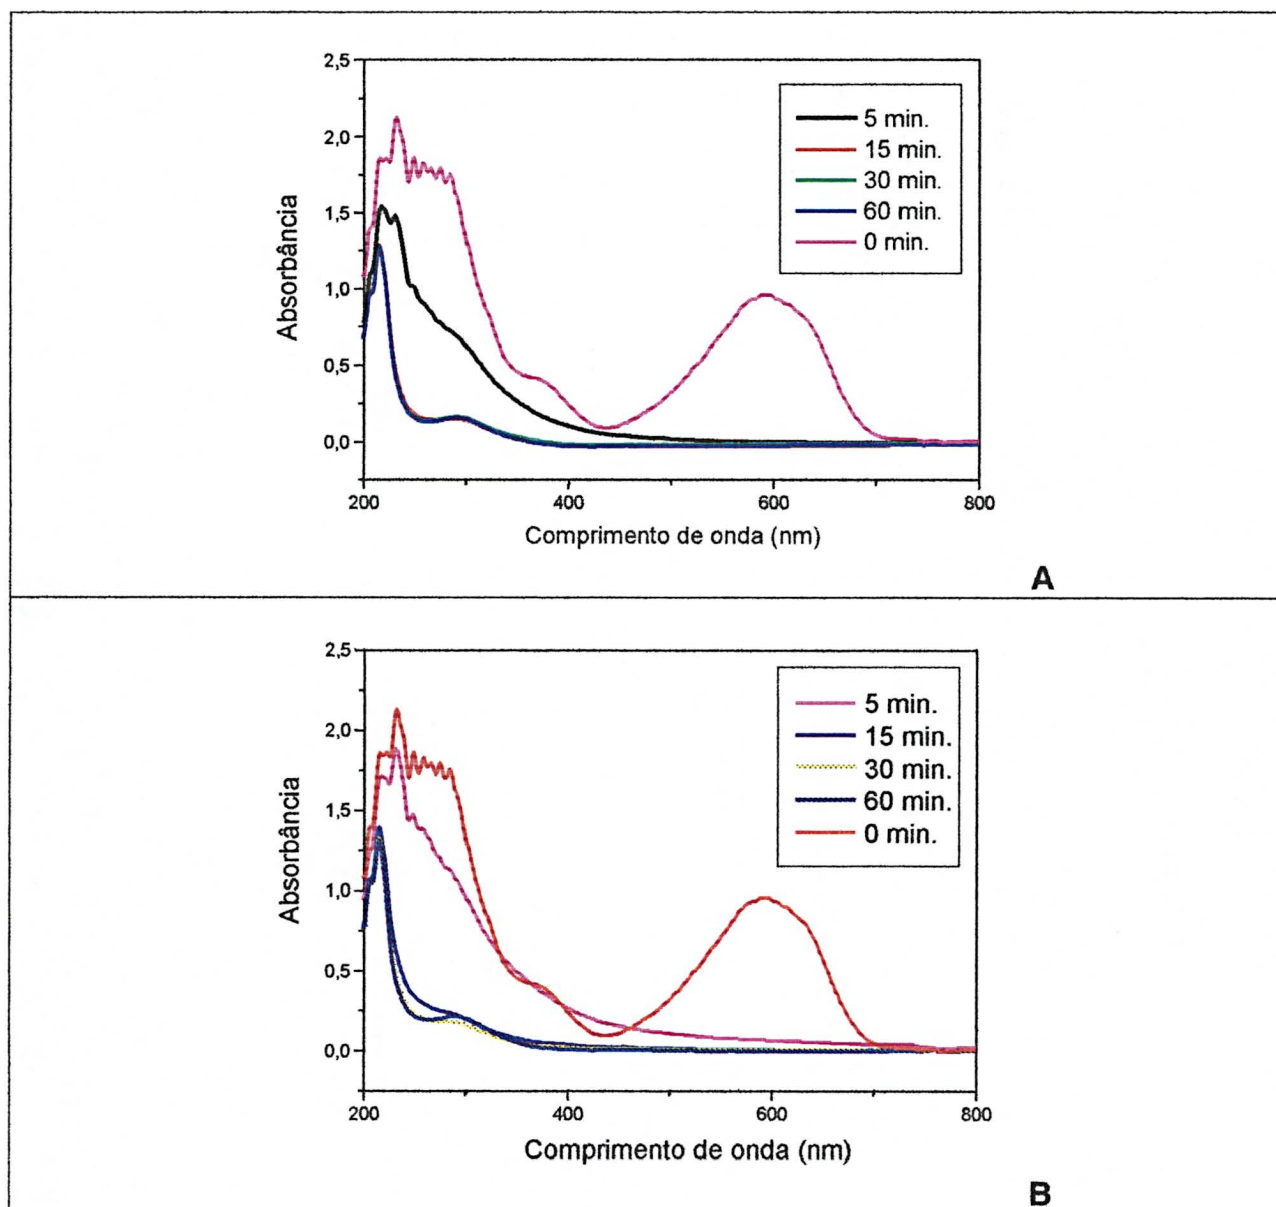 2,5
2,0
1,5
1,0
0,5
0,0
Absorbância
5 min.
15 min.
30 min.
60 min.
0 min.
200
400
600
800
Comprimento de onda (nm)
A
2,5
2,0
1,5
1,0
0,5
0,0
Absorbância
5 min.
15 min.
30 min.
60 min.
0 min.
200
400
600
800
Comprimento de onda (nm)
B